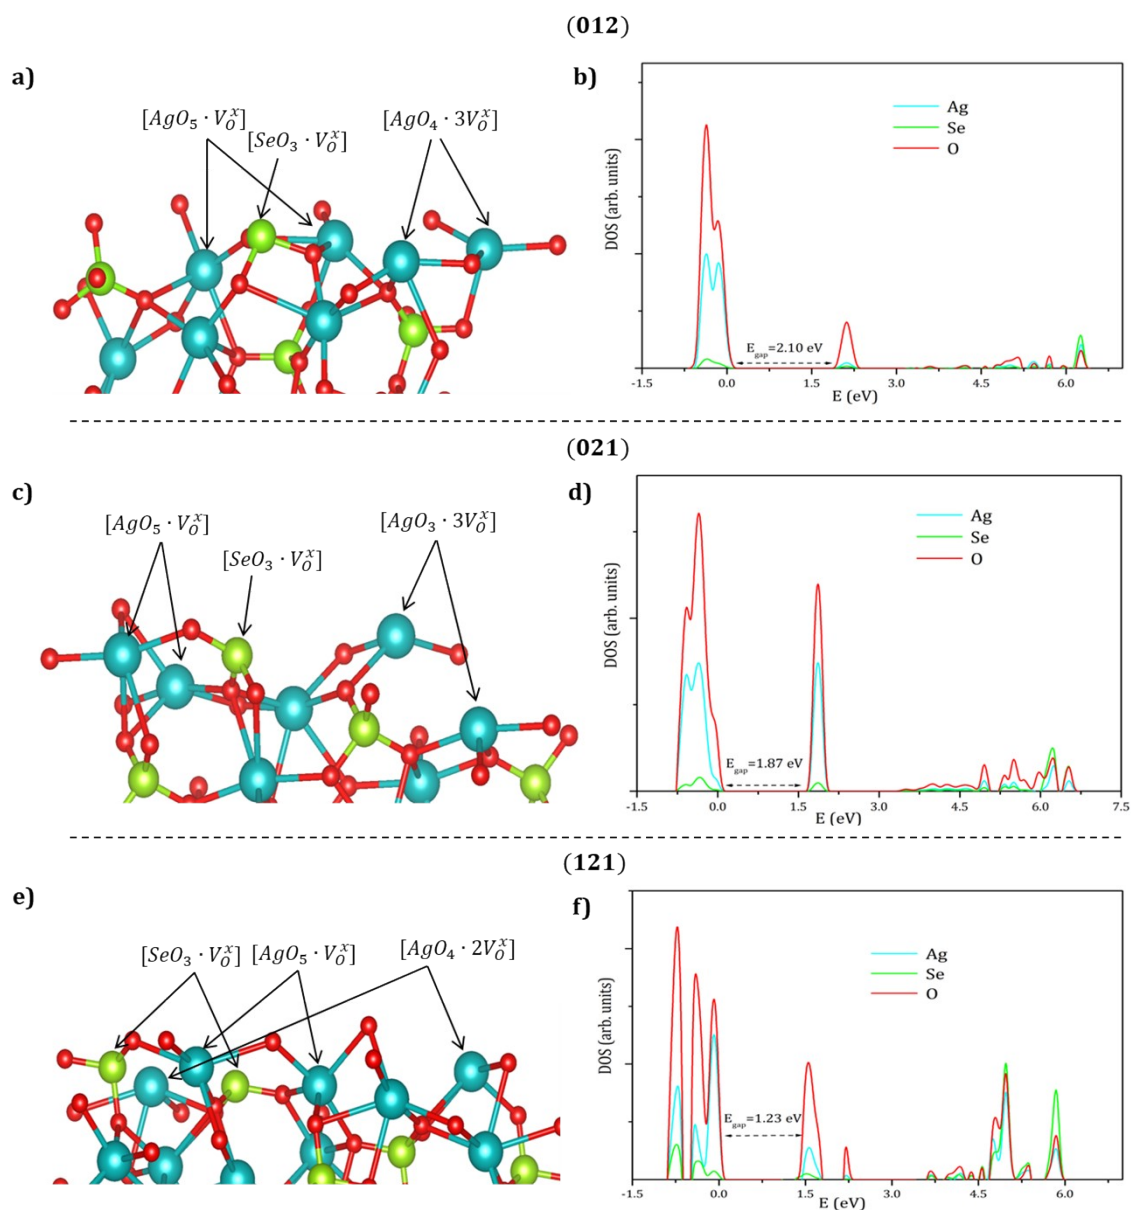 (012)
a)
[AgO₅ · V_O^x]
[SeO₃ · V_O^x]
[AgO₄ · 3V_O^x]
b)
DOS (arb. units)
Ag
Se
O
E_gap=2.10 eV
-1.5 0.0 1.5 3.0 4.5 6.0
E (eV)
(021)
c)
[AgO₅ · V_O^x]
[SeO₃ · V_O^x]
[AgO₃ · 3V_O^x]
d)
DOS (arb. units)
Ag
Se
O
E_gap=1.87 eV
-1.5 0.0 1.5 3.0 4.5 6.0 7.5
E (eV)
(121)
e)
[SeO₃ · V_O^x] [AgO₅ · V_O^x] [AgO₄ · 2V_O^x]
f)
DOS (arb. units)
Ag
Se
O
E_gap=1.23 eV
-1.5 0.0 1.5 3.0 4.5 6.0
E (eV)